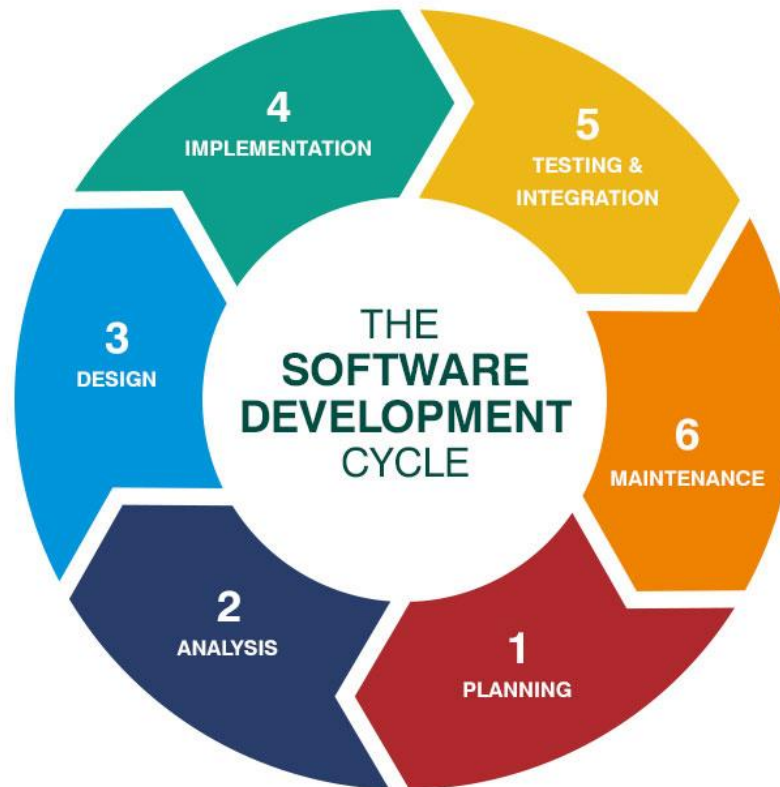 THE
SOFTWARE
DEVELOPMENT
CYCLE
1
PLANNING
2
ANALYSIS
3
DESIGN
4
IMPLEMENTATION
5
TESTING &
INTEGRATION
6
MAINTENANCE